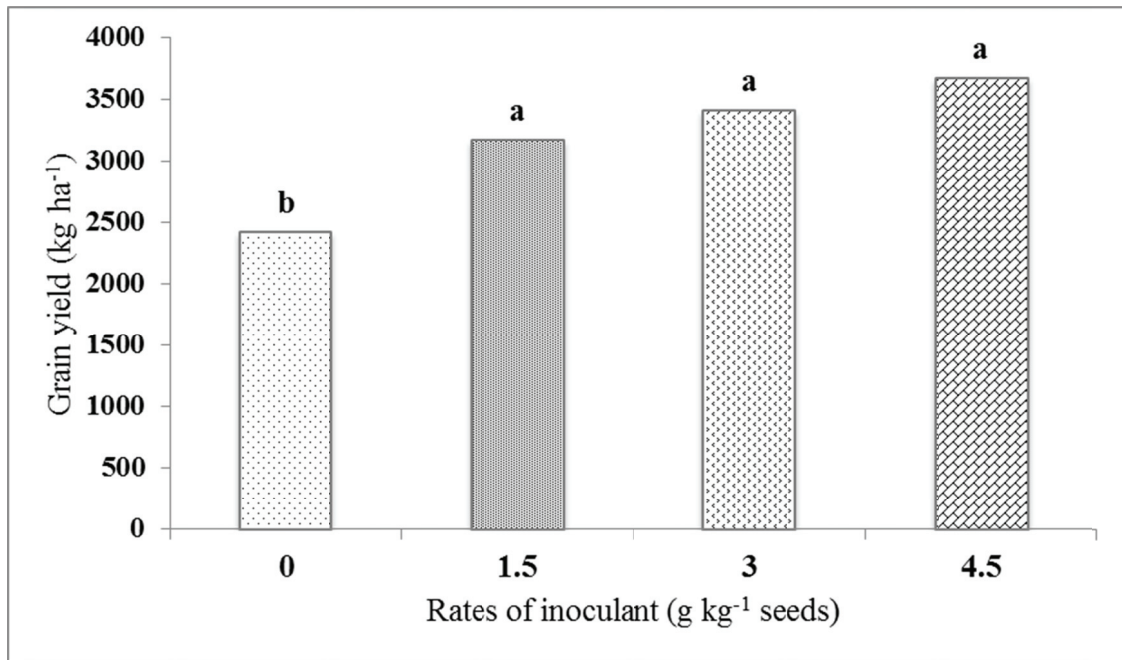 Grain yield (kg ha⁻¹)
4000
3500
3000
2500
2000
1500
1000
500
0
b
a
a
a
0 1.5 3 4.5
Rates of inoculant (g kg⁻¹ seeds)